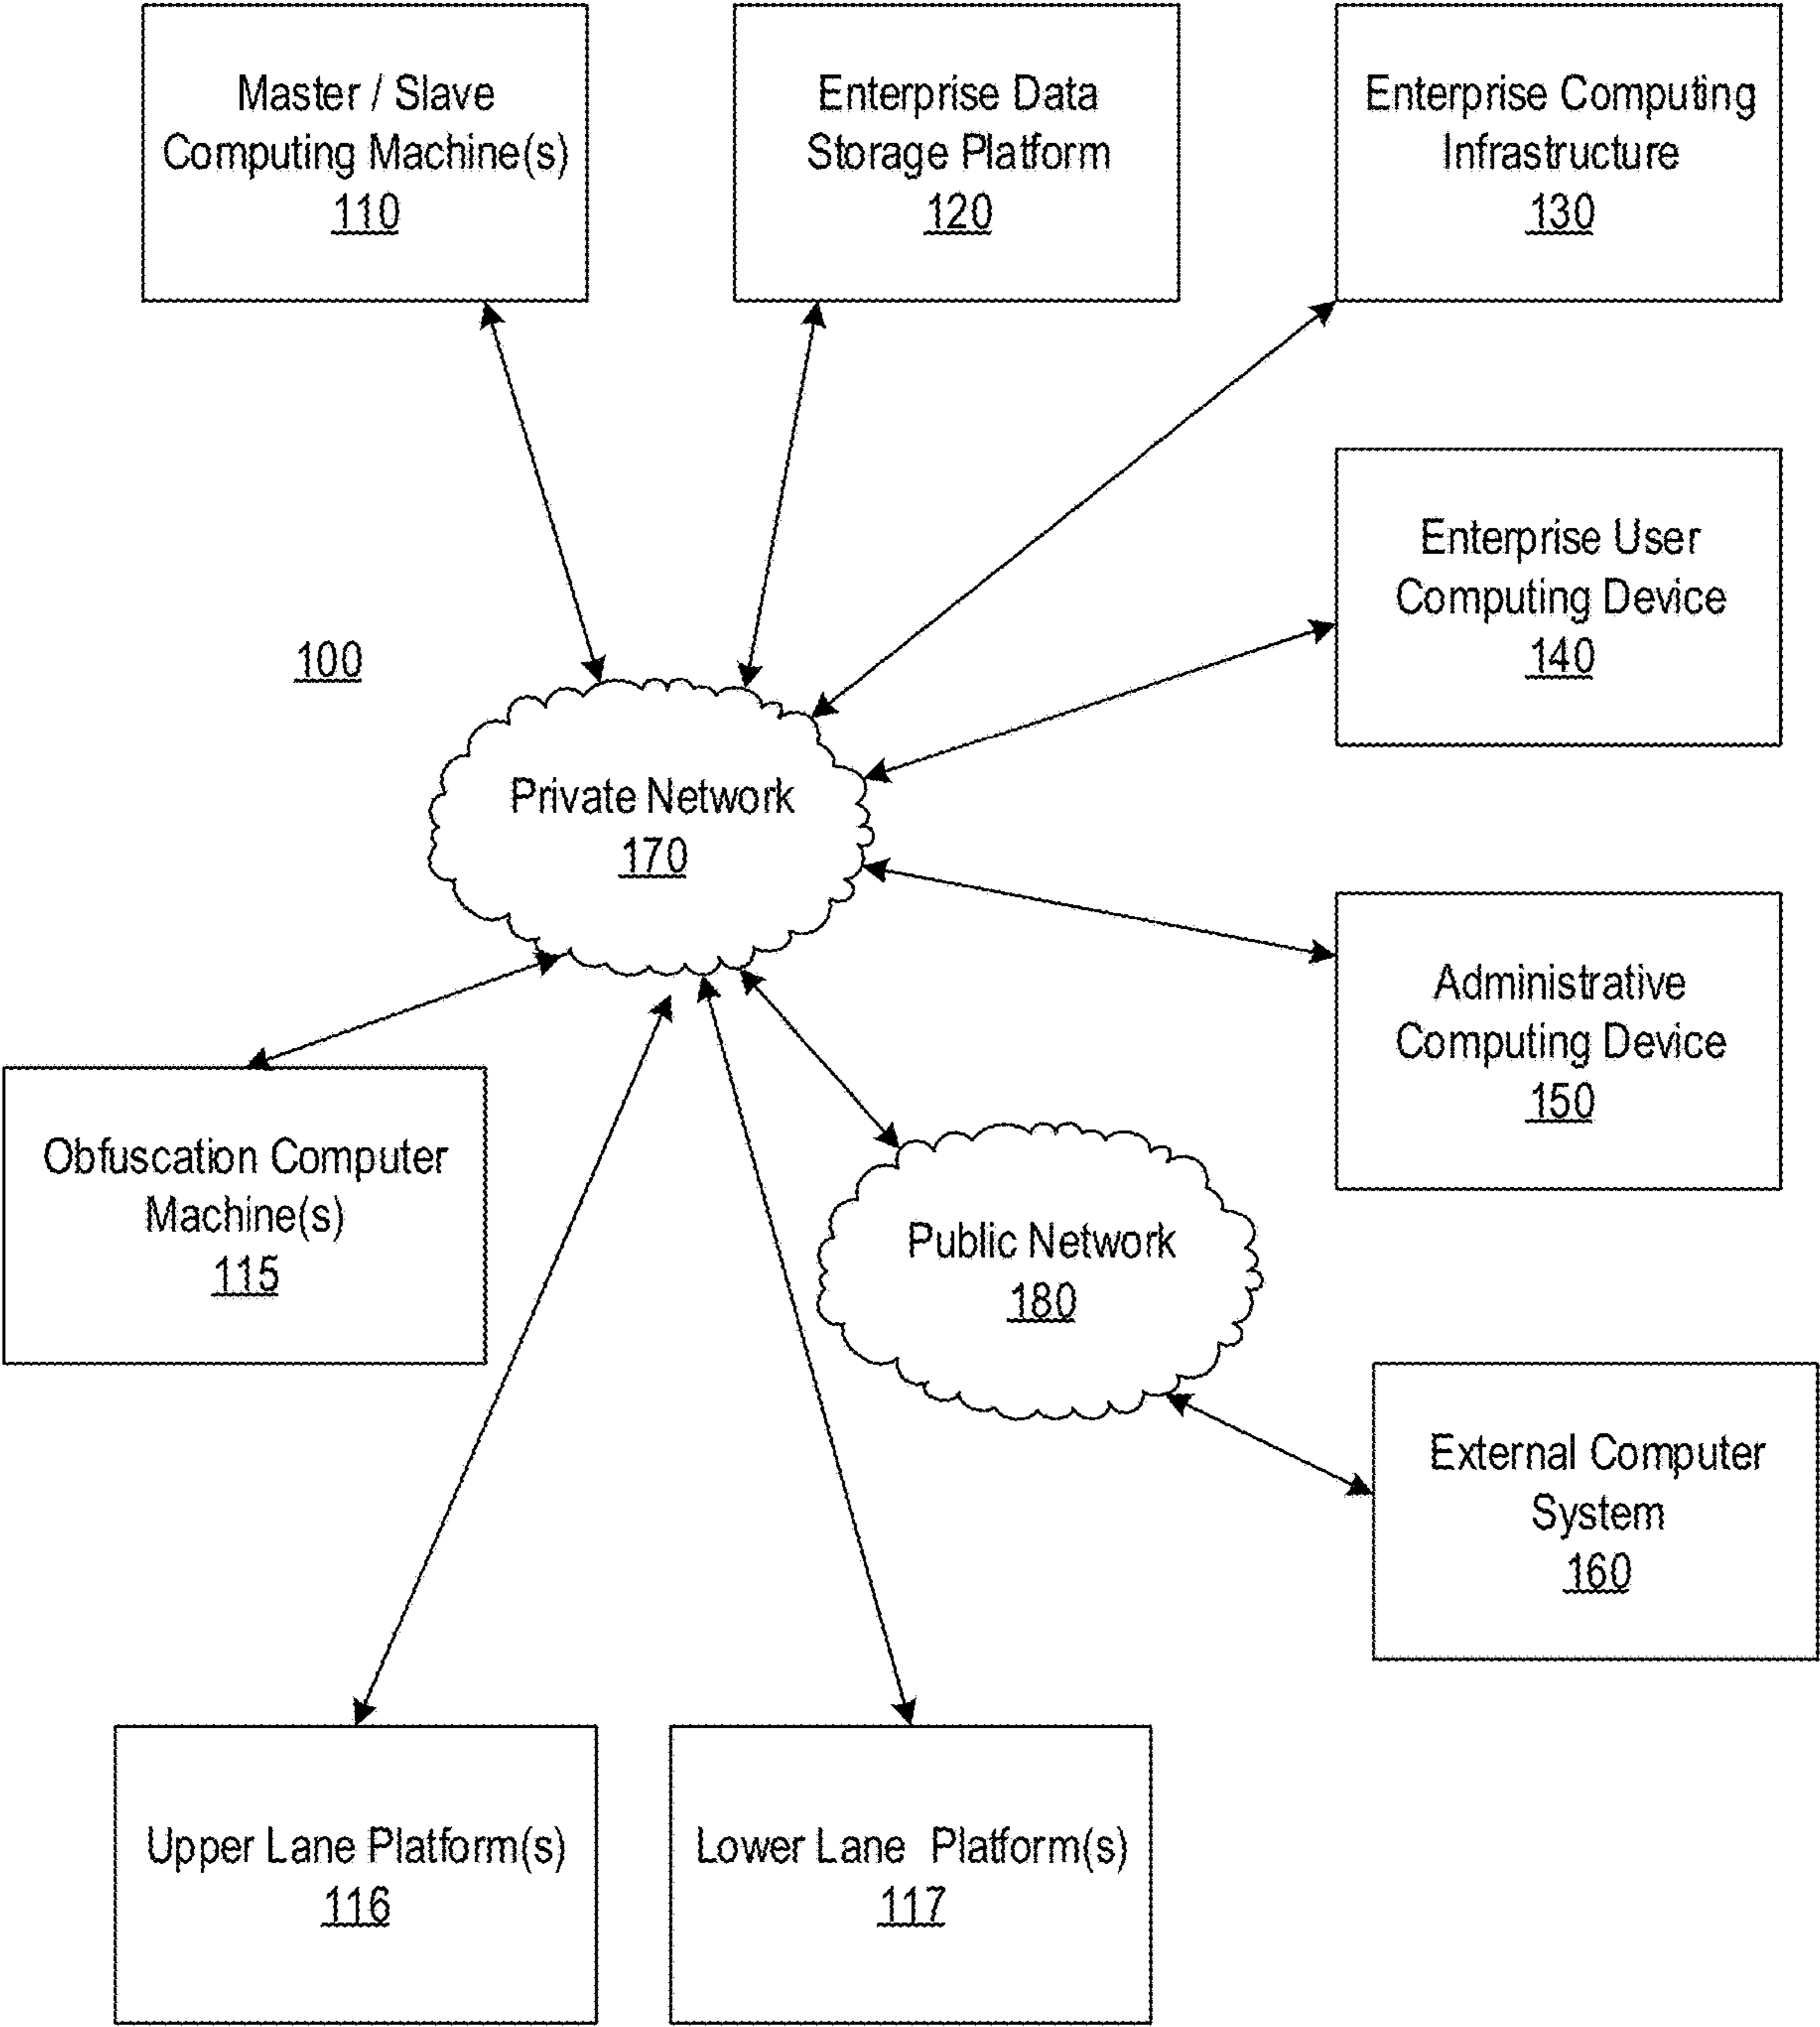 Master / Slave
Computing Machine(s)
110
Enterprise Data
Storage Platform
120
Enterprise Computing
Infrastructure
130
Enterprise User
Computing Device
140
100
Private Network
170
Administrative
Computing Device
150
Obfuscation Computer
Machine(s)
115
Public Network
180
External Computer
System
160
Upper Lane Platform(s)
116
Lower Lane  Platform(s)
117